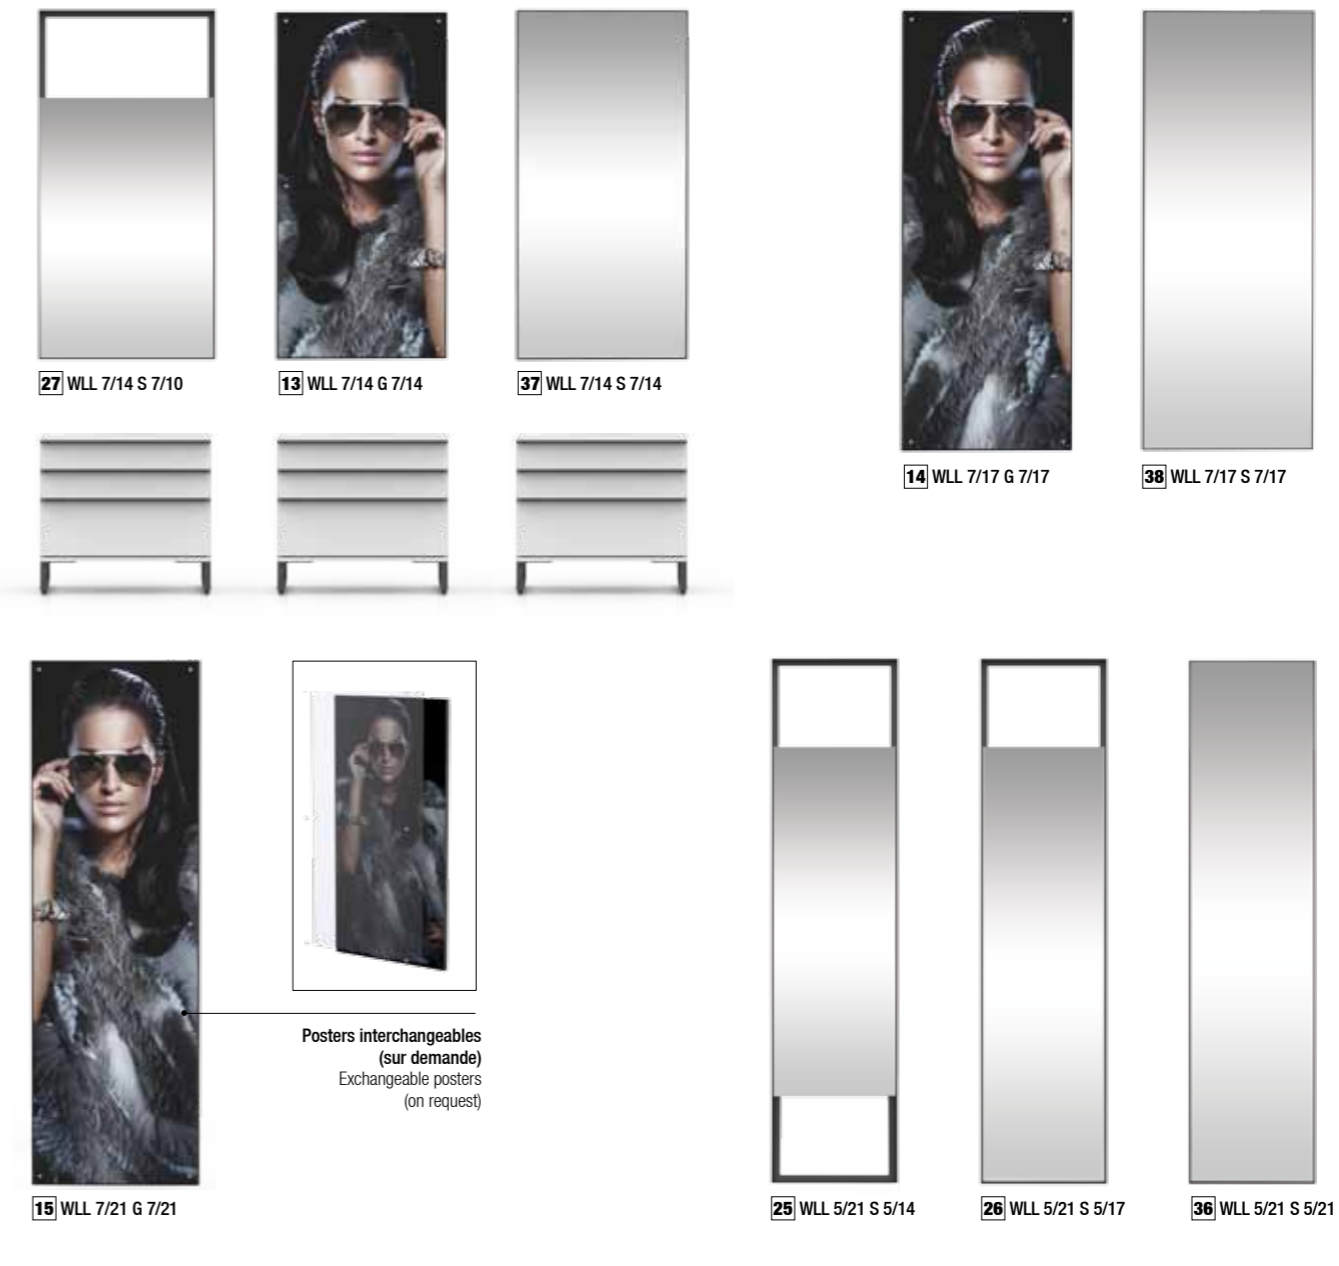 27 WLL 7/14 S 7/10
13 WLL 7/14 G 7/14
37 WLL 7/14 S 7/14
14 WLL 7/17 G 7/17
38 WLL 7/17 S 7/17
Posters interchangeables
(sur demande)
Exchangeable posters
(on request)
15 WLL 7/21 G 7/21
25 WLL 5/21 S 5/14
26 WLL 5/21 S 5/17
36 WLL 5/21 S 5/21